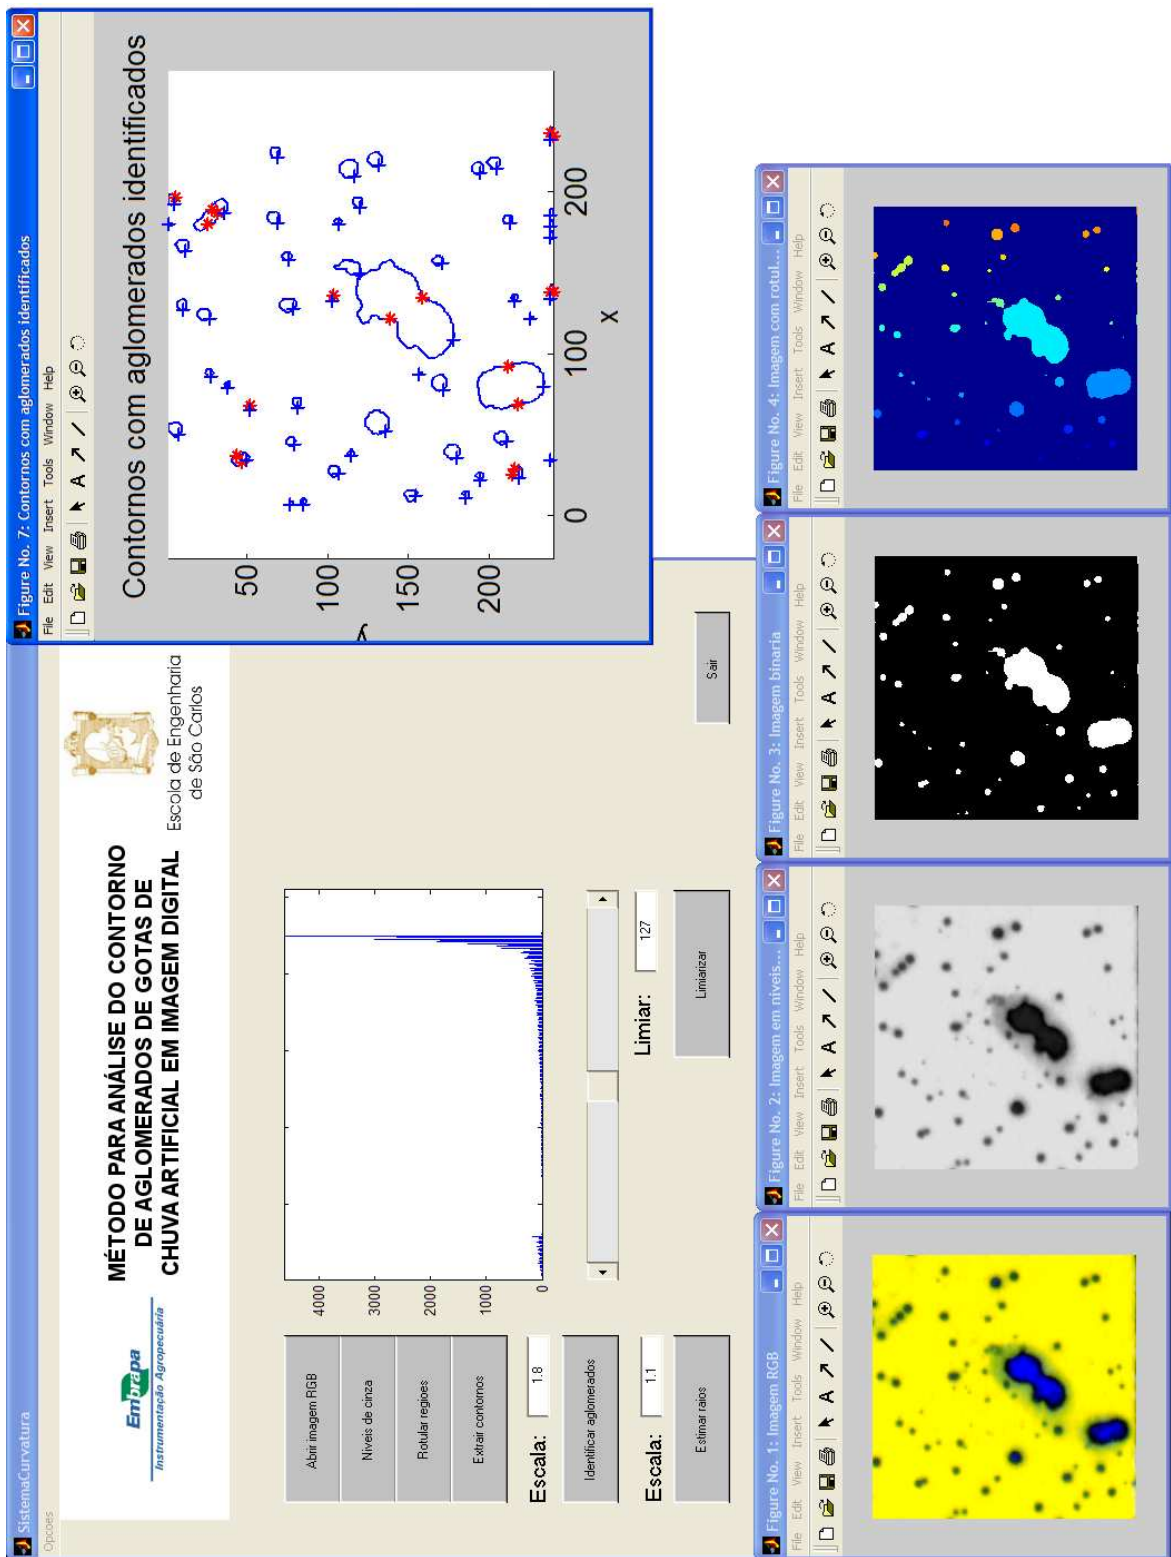 SistemaCurvatura
Opcoes
Embrapa
Instrumentação Agropecuária
MÉTODO PARA ANÁLISE DO CONTORNO
DE AGLOMERADOS DE GOTAS DE
CHUVA ARTIFICIAL EM IMAGEM DIGITAL
Escola de Engenharia
de São Carlos
Abrir imagem RGB
Niveis de cinza
Rotular regiões
Extrair contornos
Escala:
1.8
Identificar aglomerados
Escala:
1.1
Estimar raios
4000
3000
2000
1000
0
Limiar:
127
Limiarizar
Sair
Figure No. 7: Contornos com aglomerados identificados
File Edit View Insert Tools Window Help
Contornos com aglomerados identificados
50
100
150
200
y
0
100
200
X
Figure No. 1: Imagem RGB
File Edit View Insert Tools Window Help
Figure No. 2: Imagem em niveis...
File Edit View Insert Tools Window Help
Figure No. 3: Imagem binaria
File Edit View Insert Tools Window Help
Figure No. 4: Imagem com rotul...
File Edit View Insert Tools Window Help